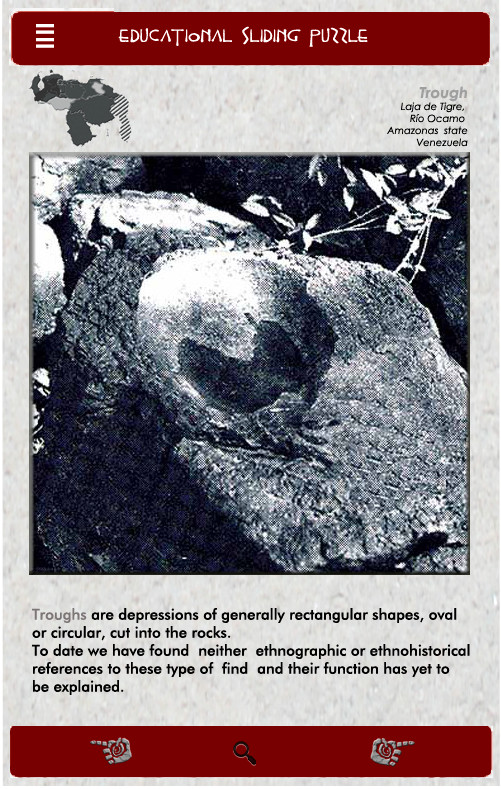 EDUCATIONAL SLIDING PUZZLE
Trough
Laja de Tigre,
Río Ocamo
Amazonas state
Venezuela
Troughs are depressions of generally rectangular shapes, oval
or circular, cut into the rocks.
To date we have found neither ethnographic or ethnohistorical
references to these type of find and their function has yet to
be explained.